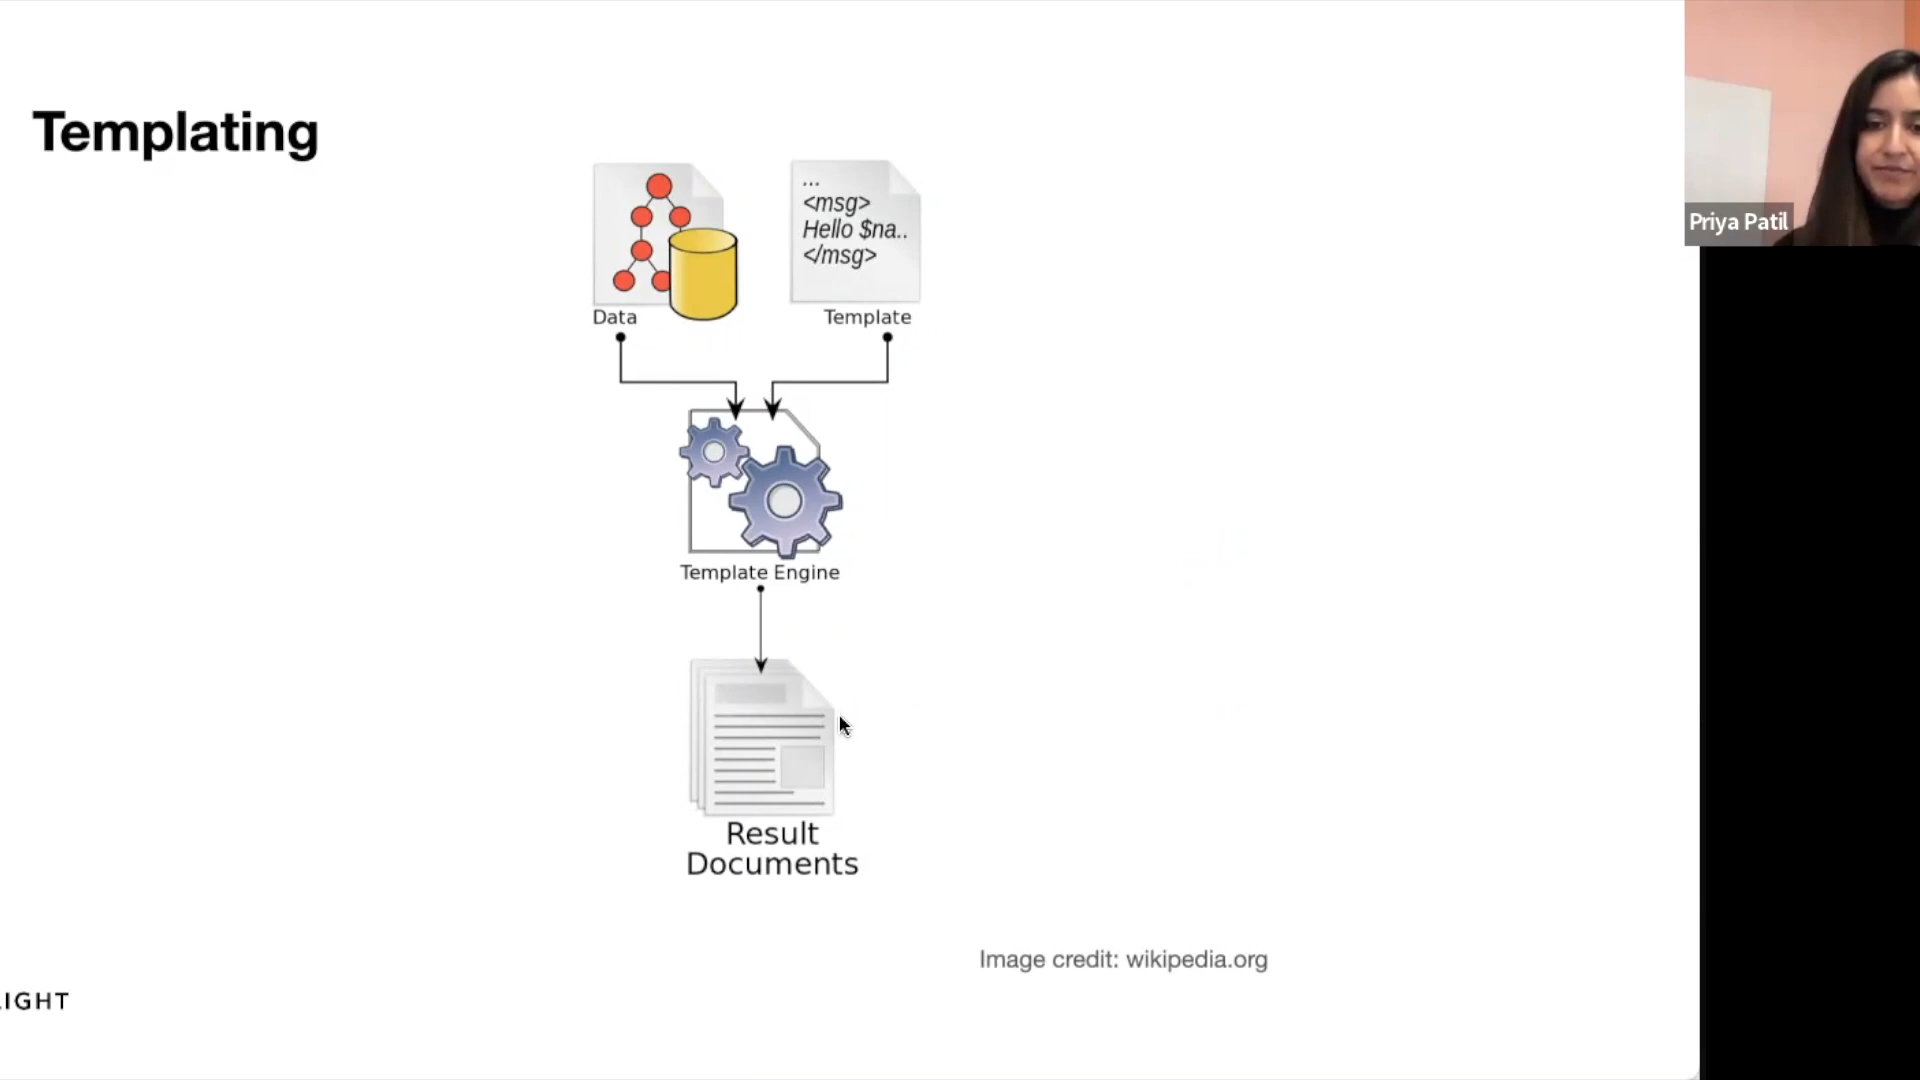 Templating
...
<msg>
Hello $na..
</msg>
Data
Template
Template Engine
Result
Documents
Image credit: wikipedia.org
IGHT
Priya Patil